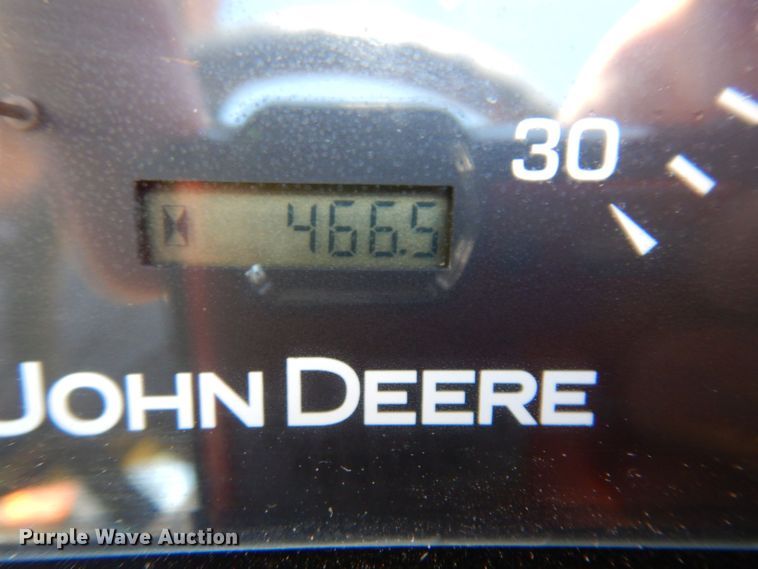 30
466.5
JOHN DEERE
Purple Wave Auction